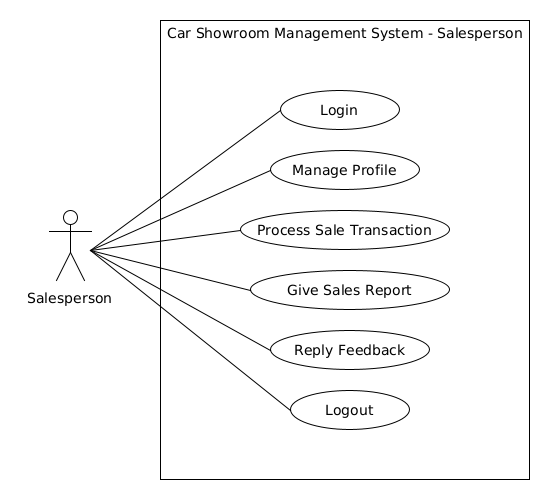 Car Showroom Management System - Salesperson
Login
Manage Profile
Process Sale Transaction
Give Sales Report
Salesperson
Reply Feedback
Logout